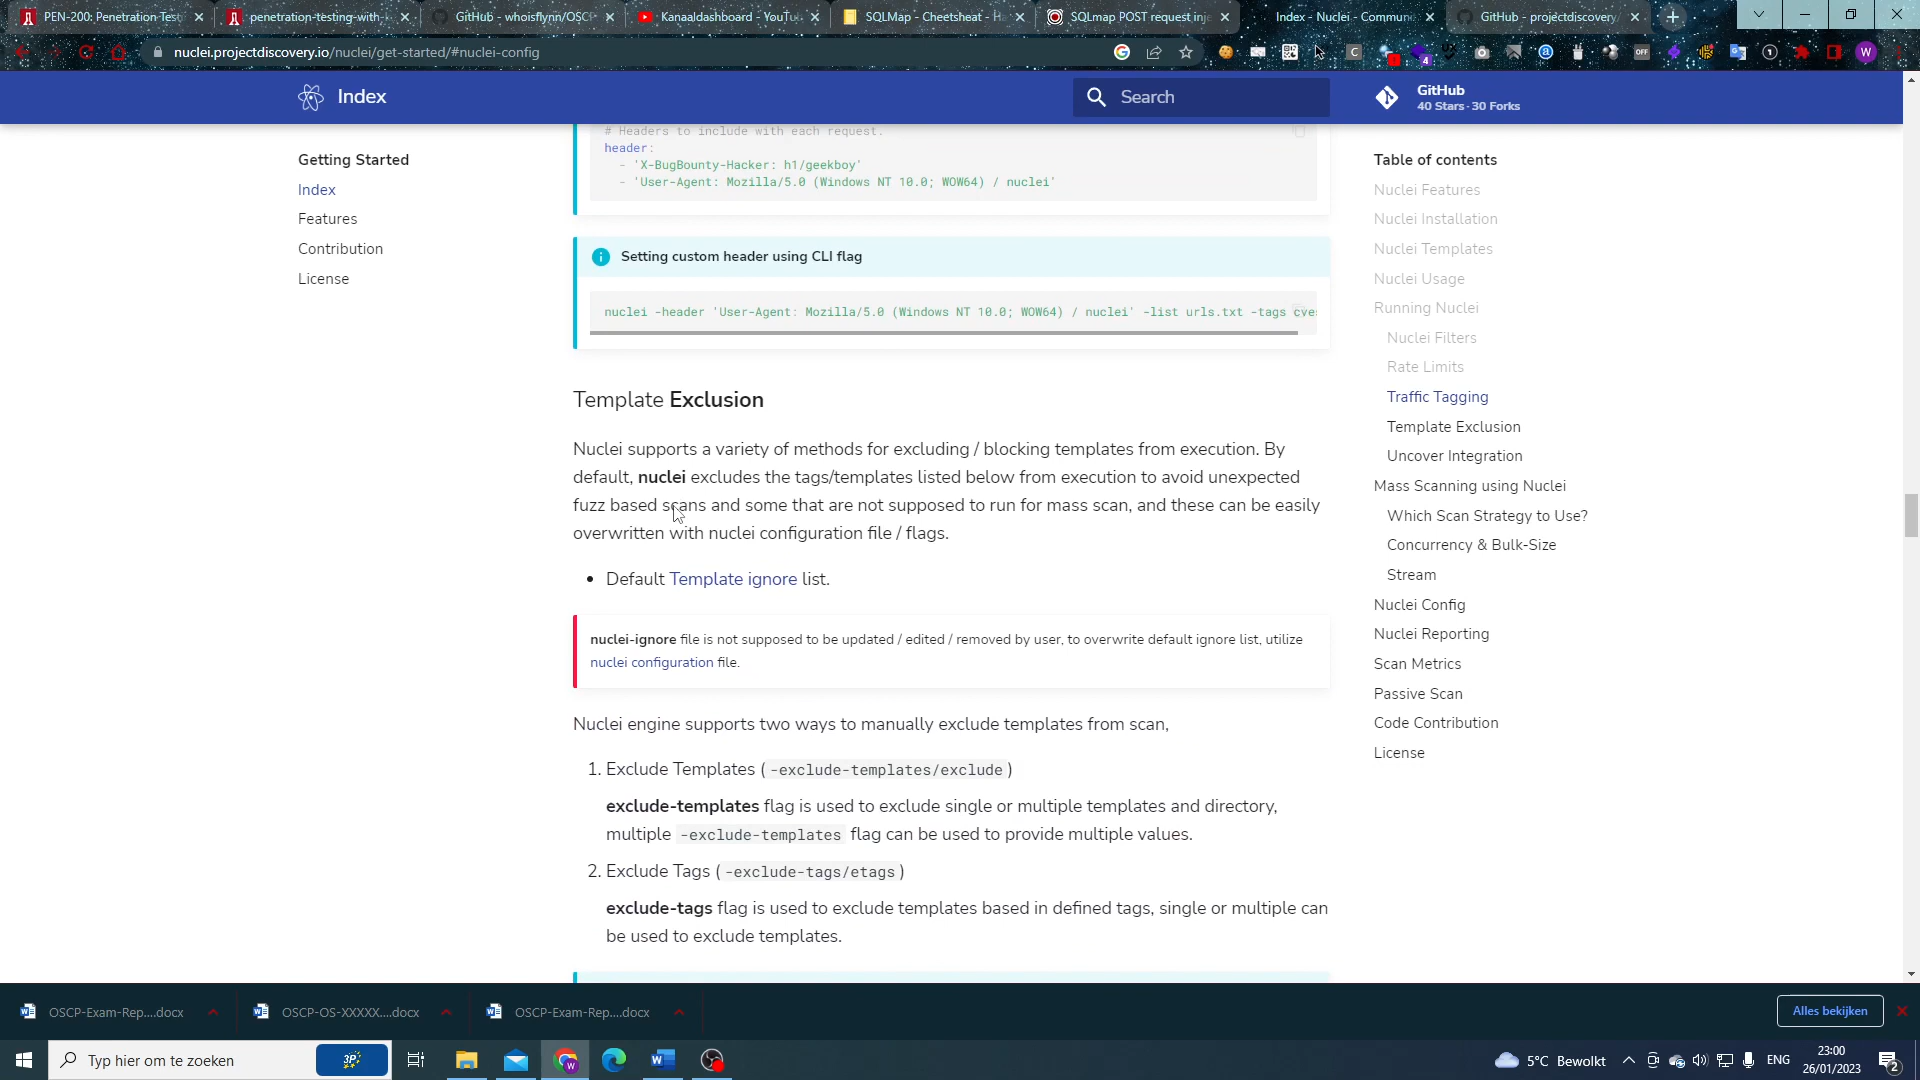 PEN-200: Penetration Test
penetration-testing-with-
GitHub - whoisflynn/OSCP
Kanaaldashboard - YouTu
SQLMap - Cheetsheat - Ha
SQLmap POST request inje
Index - Nuclei - Commun
GitHub - projectdiscovery
nuclei.projectdiscovery.io/nuclei/get-started/#nuclei-config
Index
Search
GitHub
40 Stars · 30 Forks
Getting Started
Index
Features
Contribution
License
# Headers to include with each request.
header:
- 'X-BugBounty-Hacker: h1/geekboy'
- 'User-Agent: Mozilla/5.0 (Windows NT 10.0; WOW64) / nuclei'
Setting custom header using CLI flag
nuclei -header 'User-Agent: Mozilla/5.0 (Windows NT 10.0; WOW64) / nuclei' -list urls.txt -tags cves
Template Exclusion
Nuclei supports a variety of methods for excluding / blocking templates from execution. By
default, nuclei excludes the tags/templates listed below from execution to avoid unexpected
fuzz based scans and some that are not supposed to run for mass scan, and these can be easily
overwritten with nuclei configuration file / flags.
• Default Template ignore list.
nuclei-ignore file is not supposed to be updated / edited / removed by user, to overwrite default ignore list, utilize
nuclei configuration file.
Nuclei engine supports two ways to manually exclude templates from scan,
1. Exclude Templates ( -exclude-templates/exclude )
exclude-templates flag is used to exclude single or multiple templates and directory,
multiple -exclude-templates flag can be used to provide multiple values.
2. Exclude Tags ( -exclude-tags/etags )
exclude-tags flag is used to exclude templates based in defined tags, single or multiple can
be used to exclude templates.
Table of contents
Nuclei Features
Nuclei Installation
Nuclei Templates
Nuclei Usage
Running Nuclei
Nuclei Filters
Rate Limits
Traffic Tagging
Template Exclusion
Uncover Integration
Mass Scanning using Nuclei
Which Scan Strategy to Use?
Concurrency & Bulk-Size
Stream
Nuclei Config
Nuclei Reporting
Scan Metrics
Passive Scan
Code Contribution
License
OSCP-Exam-Rep....docx
OSCP-OS-XXXXX....docx
OSCP-Exam-Rep....docx
Alles bekijken
Typ hier om te zoeken
5°C Bewolkt
ENG
23:00
26/01/2023
2